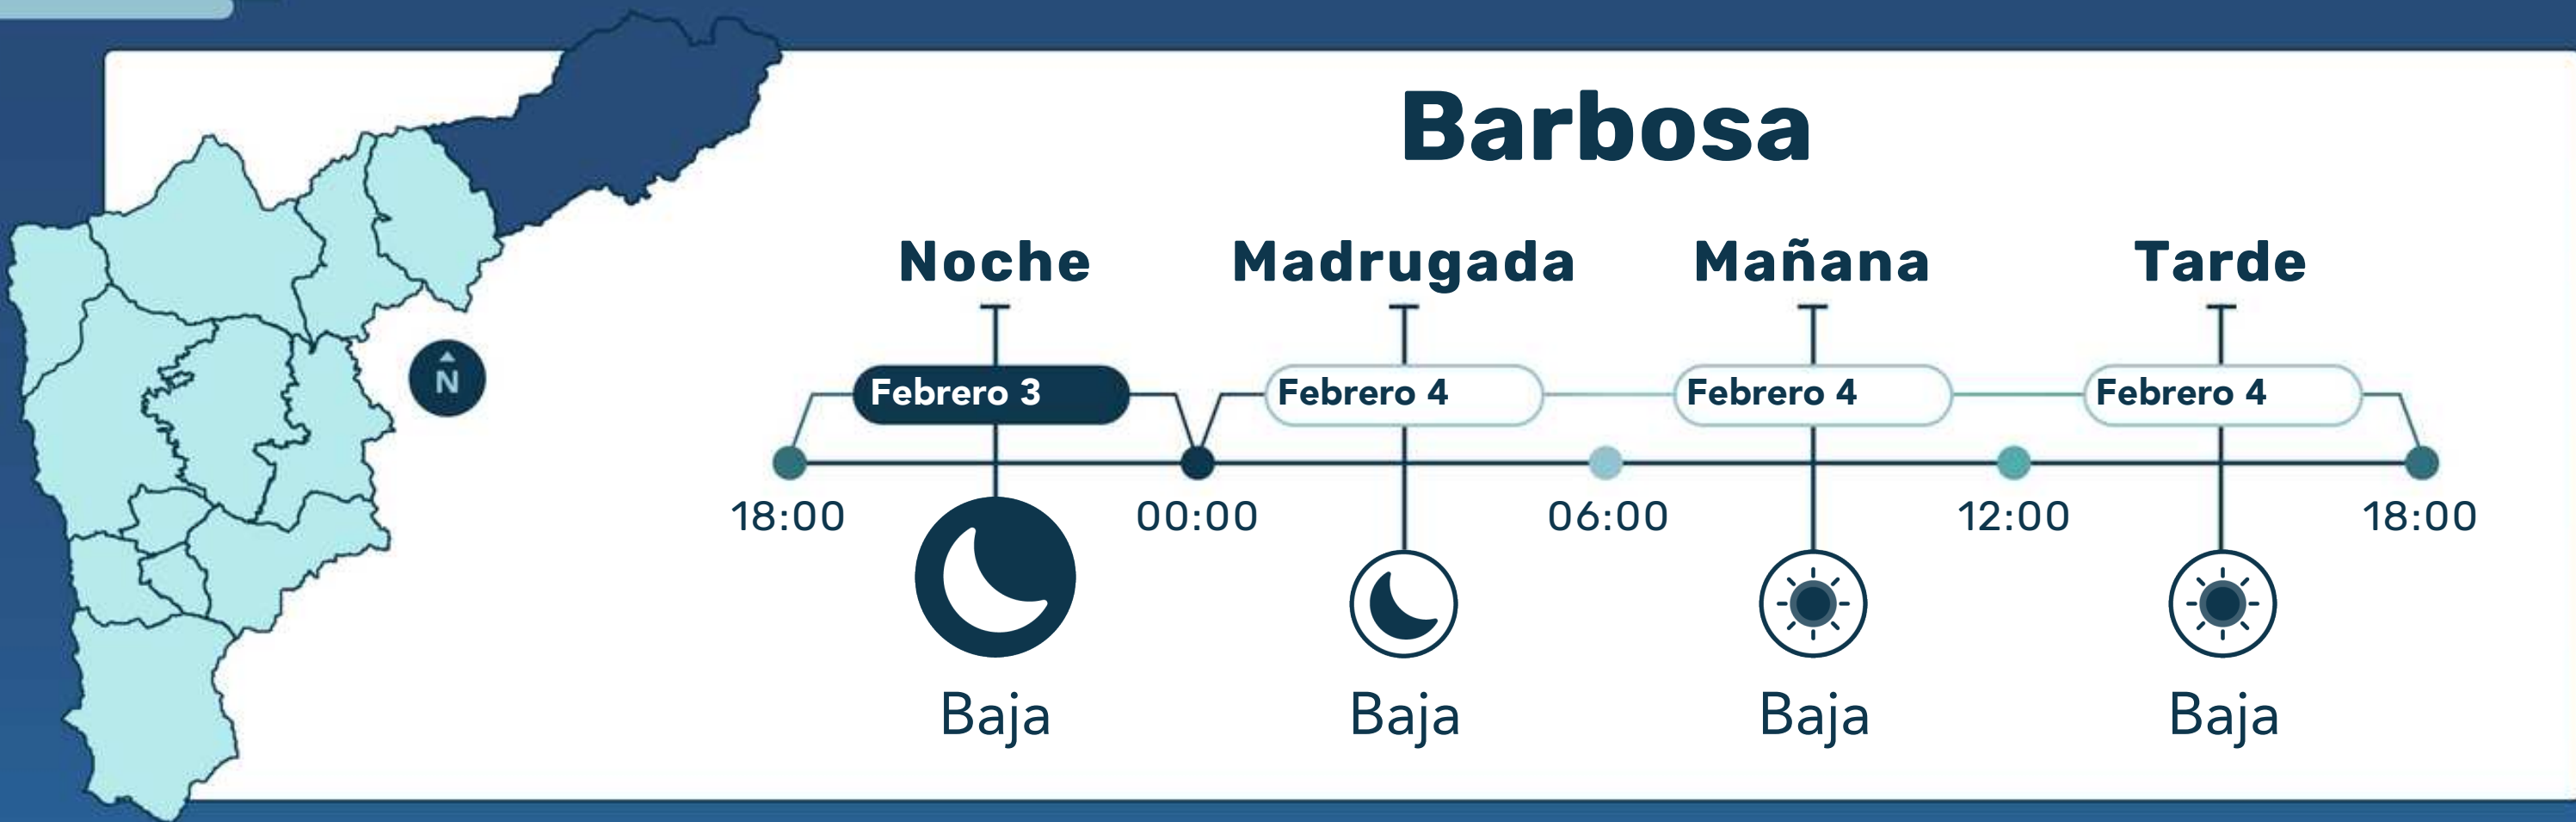 Barbosa
Noche Madrugada Mañana Tarde
Febrero 3 Febrero 4 Febrero 4 Febrero 4
N
18:00 00:00 06:00 12:00 18:00
Baja Baja Baja Baja